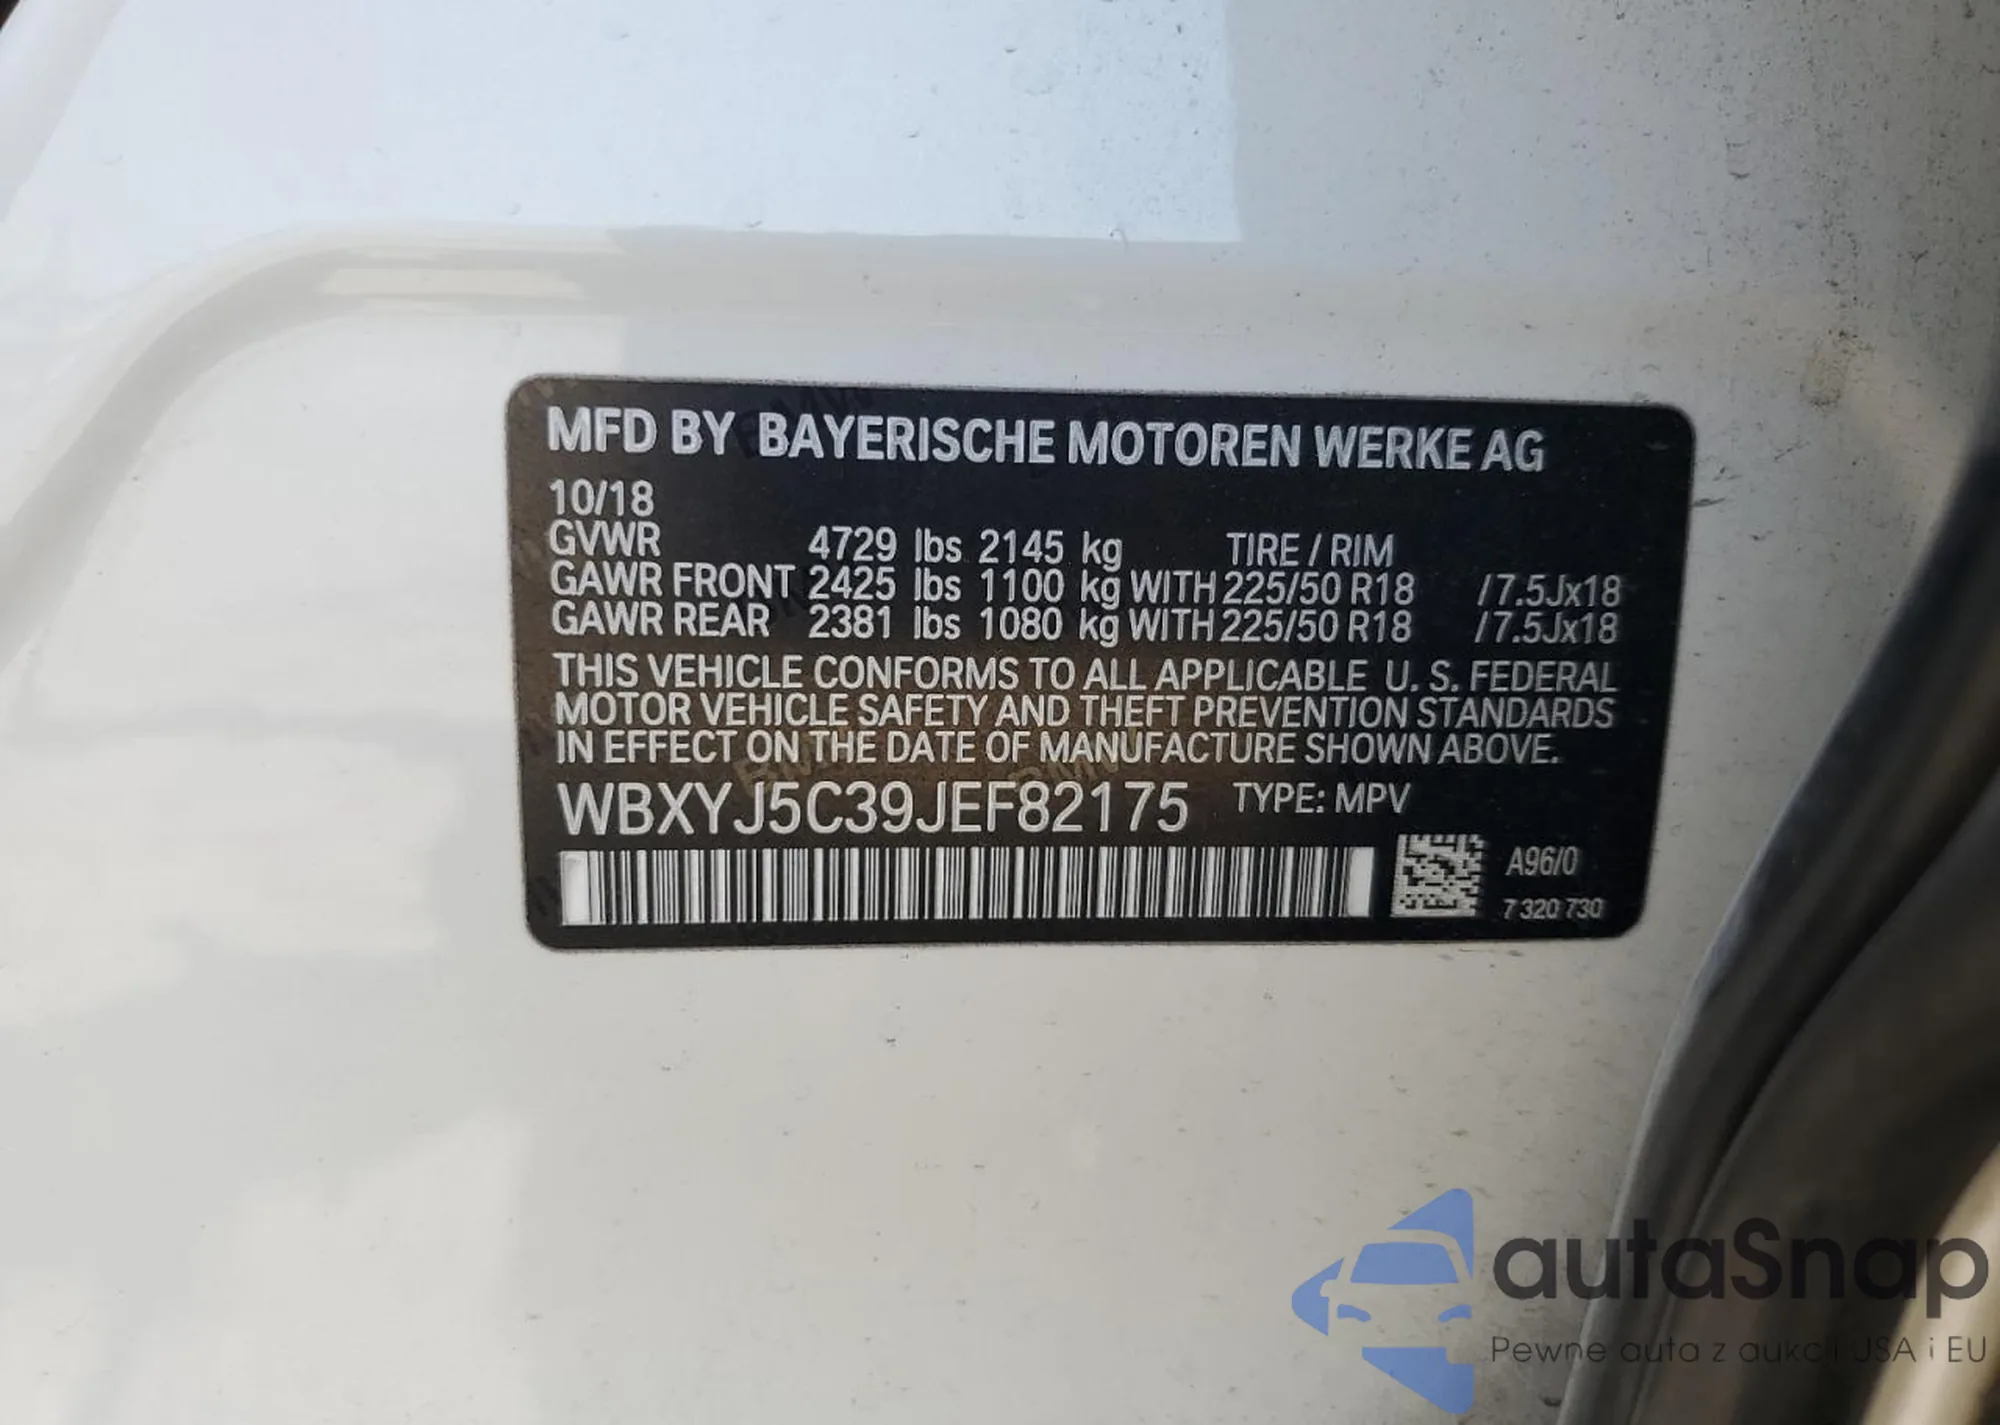 MFD BY BAYERISCHE MOTOREN WERKE AG
10/18
GVWR 4729 lbs 2145 kg TIRE / RIM
GAWR FRONT 2425 lbs 1100 kg WITH 225/50 R18 /7.5Jx18
GAWR REAR 2381 lbs 1080 kg WITH 225/50 R18 /7.5Jx18
THIS VEHICLE CONFORMS TO ALL APPLICABLE U. S. FEDERAL
MOTOR VEHICLE SAFETY AND THEFT PREVENTION STANDARDS
IN EFFECT ON THE DATE OF MANUFACTURE SHOWN ABOVE.
WBXYJ5C39JEF82175 TYPE: MPV
A96/0
7 320 730
autaSnap
Pewne auta z aukcji USA i EU